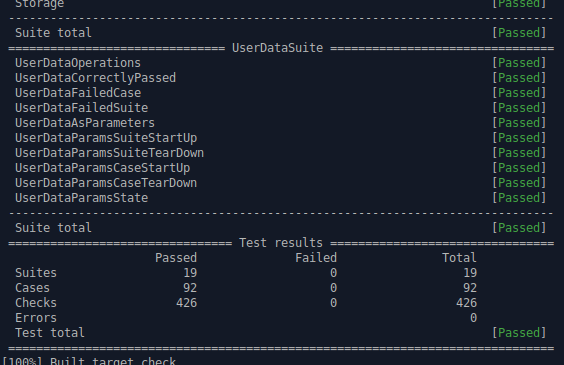 Storage [Passed]
--------------------------------------------------------------------------------
Suite total [Passed]
=============================== UserDataSuite ================================
UserDataOperations [Passed]
UserDataCorrectlyPassed [Passed]
UserDataFailedCase [Passed]
UserDataFailedSuite [Passed]
UserDataAsParameters [Passed]
UserDataParamsSuiteStartUp [Passed]
UserDataParamsSuiteTearDown [Passed]
UserDataParamsCaseStartUp [Passed]
UserDataParamsCaseTearDown [Passed]
UserDataParamsState [Passed]
--------------------------------------------------------------------------------
Suite total [Passed]
================================ Test results ================================
Passed Failed Total
Suites 19 0 19
Cases 92 0 92
Checks 426 0 426
Errors 0
Test total [Passed]
==============================================================================
[100%] Built target check